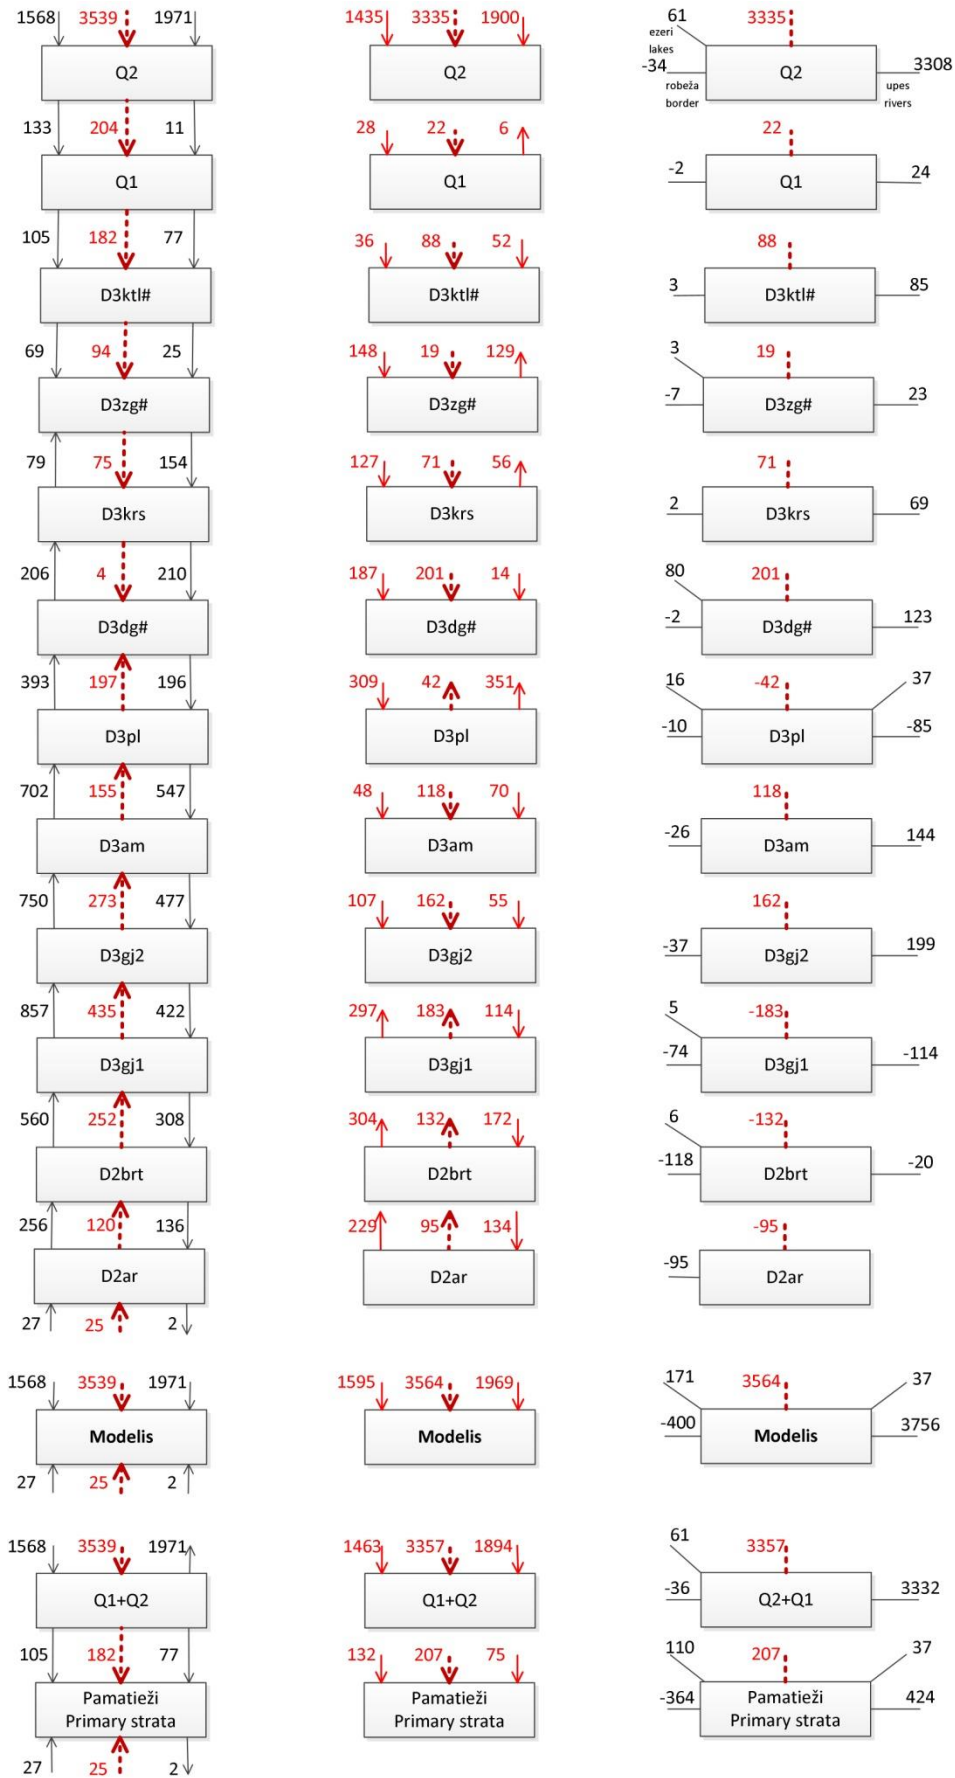 1568 3539 1971 1435 3335 1900 61 3335
ezeri
lakes
-34 Q2 Q2 Q2 3308
robeža upes
border rivers
133 204 11 28 22 6 22
Q1 Q1 -2 Q1 24
105 182 77 36 88 52 88
D3ktl# D3ktl# 3 D3ktl# 85
69 94 25 148 19 129 3 19
D3zg# D3zg# -7 D3zg# 23
79 75 154 127 71 56 71
D3krs D3krs 2 D3krs 69
206 4 210 187 201 14 80 201
D3dg# D3dg# -2 D3dg# 123
393 197 196 309 42 351 16 -42 37
D3pl D3pl -10 D3pl -85
702 155 547 48 118 70 118
D3am D3am -26 D3am 144
750 273 477 107 162 55 162
D3gj2 D3gj2 -37 D3gj2 199
857 435 422 297 183 114 5 -183
D3gj1 D3gj1 -74 D3gj1 -114
560 252 308 304 132 172 6 -132
D2brt D2brt -118 D2brt -20
256 120 136 229 95 134 -95
D2ar D2ar -95 D2ar
27 25 2
1568 3539 1971 1595 3564 1969 171 3564 37
Modelis Modelis -400 Modelis 3756
27 25 2
1568 3539 1971 1463 3357 1894 61 3357
Q1+Q2 Q1+Q2 -36 Q2+Q1 3332
105 182 77 132 207 75 110 207 37
Pamatieži Pamatieži -364 Pamatieži 424
Primary strata Primary strata Primary strata
27 25 2